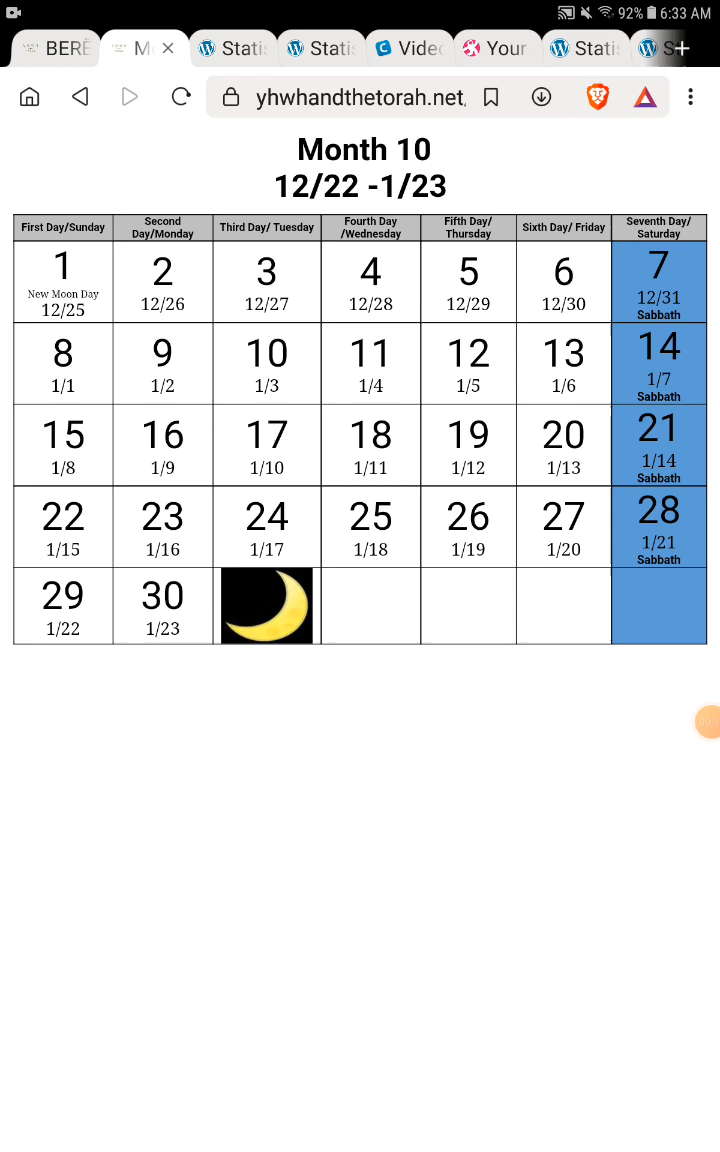 92% 6:33 AM
BERĒ M Statis Statis Vide Your Statis S
yhwhandthetorah.net,
Month 10
12/22 -1/23
First Day/Sunday Second Day/Monday Third Day/ Tuesday Fourth Day /Wednesday Fifth Day/ Thursday Sixth Day/ Friday Seventh Day/ Saturday
1 2 3 4 5 6 7
New Moon Day
12/25 12/26 12/27 12/28 12/29 12/30 12/31
Sabbath
8 9 10 11 12 13 14
1/1 1/2 1/3 1/4 1/5 1/6 1/7
Sabbath
15 16 17 18 19 20 21
1/8 1/9 1/10 1/11 1/12 1/13 1/14
Sabbath
22 23 24 25 26 27 28
1/15 1/16 1/17 1/18 1/19 1/20 1/21
Sabbath
29 30
1/22 1/23